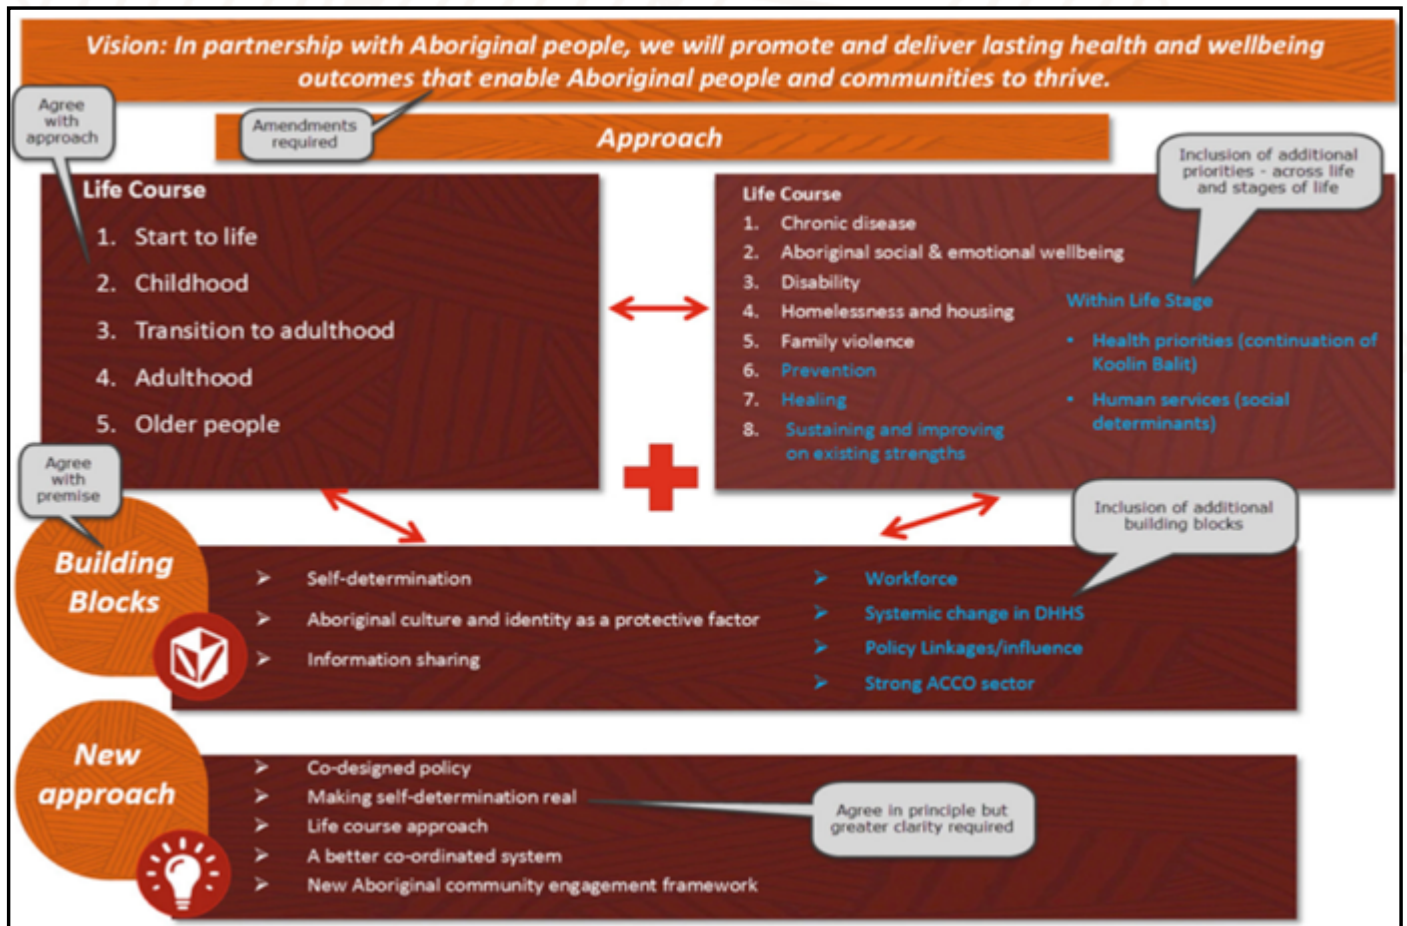 Vision: In partnership with Aboriginal people, we will promote and deliver lasting health and wellbeing
outcomes that enable Aboriginal people and communities to thrive.
Agree
with
approach
Amendments
required
Approach
Inclusion of additional
priorities - across life
and stages of life
Life Course
1. Start to life
2. Childhood
3. Transition to adulthood
4. Adulthood
5. Older people
Life Course
1. Chronic disease
2. Aboriginal social & emotional wellbeing
3. Disability
4. Homelessness and housing
5. Family violence
6. Prevention
7. Healing
8. Sustaining and improving
on existing strengths
Within Life Stage
• Health priorities (continuation of
Koolin Balit)
• Human services (social
determinants)
Agree
with
premise
Inclusion of additional
building blocks
Building
Blocks
➢ Self-determination
➢ Aboriginal culture and identity as a protective factor
➢ Information sharing
➢ Workforce
➢ Systemic change in DHHS
➢ Policy Linkages/influence
➢ Strong ACCO sector
New
approach
➢ Co-designed policy
➢ Making self-determination real
➢ Life course approach
➢ A better co-ordinated system
➢ New Aboriginal community engagement framework
Agree in principle but
greater clarity required